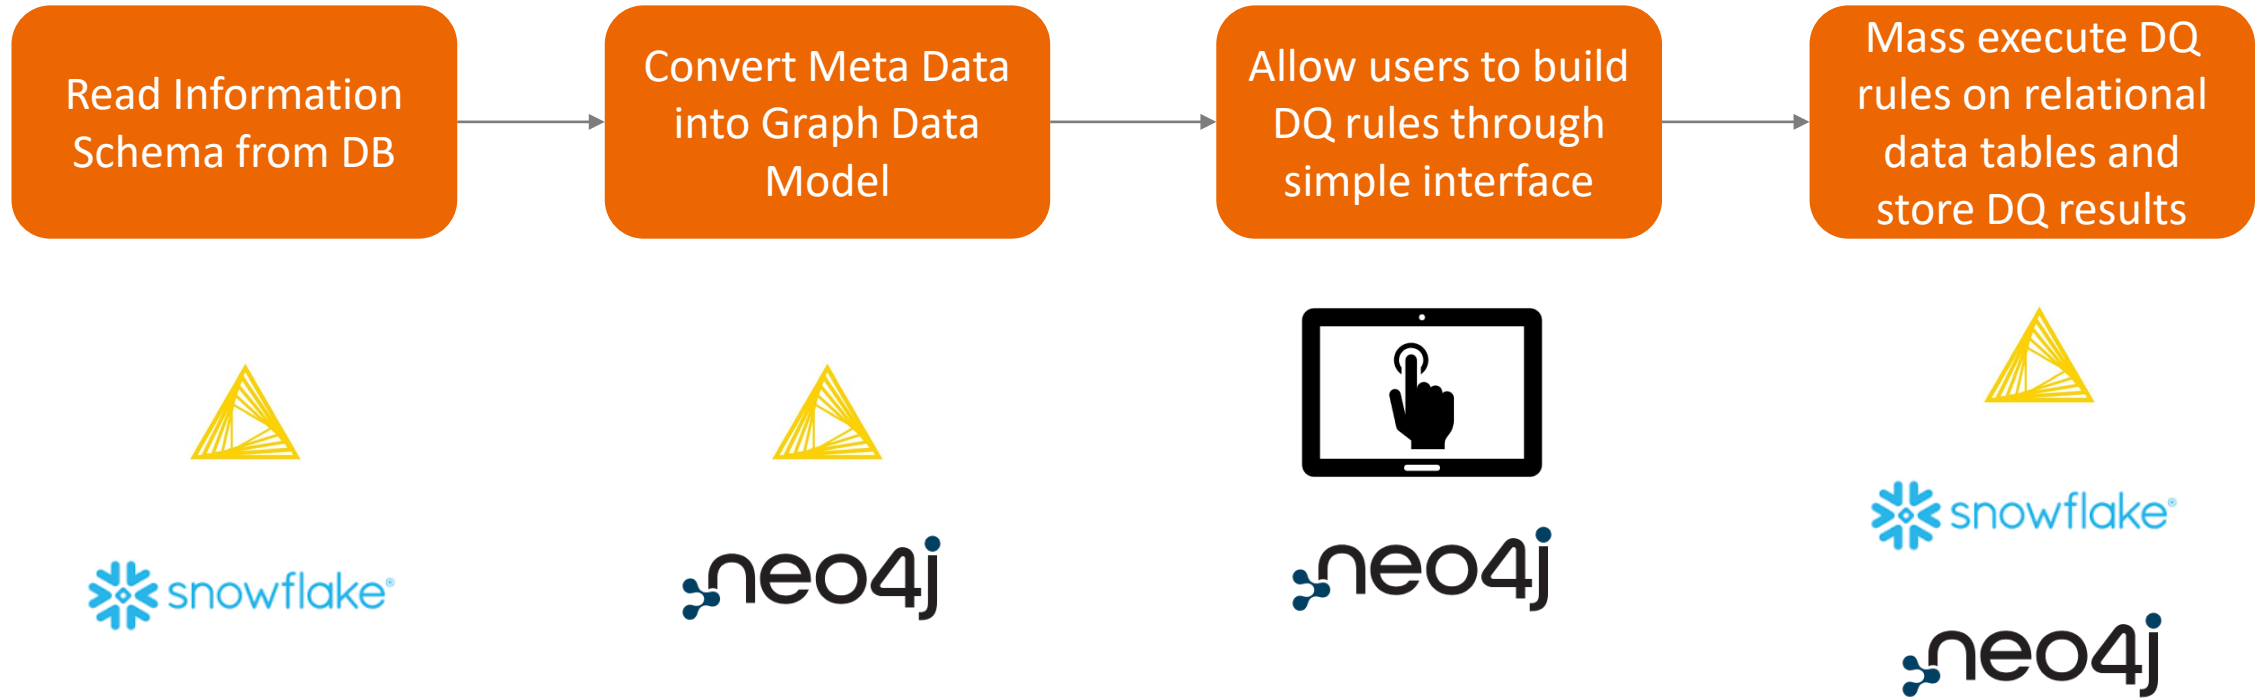 Read Information
Schema from DB
Convert Meta Data
into Graph Data
Model
Allow users to build
DQ rules through
simple interface
Mass execute DQ
rules on relational
data tables and
store DQ results
snowflake®
neo4j
neo4j
snowflake®
neo4j